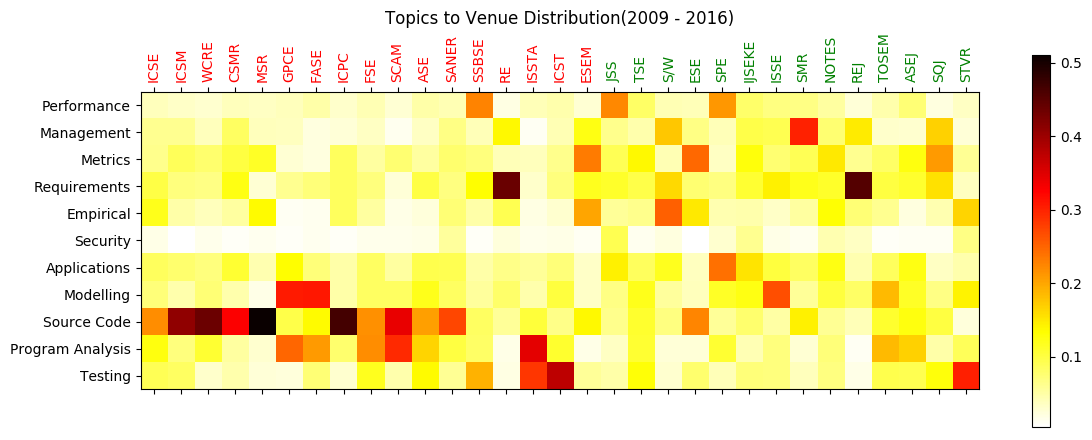 Topics to Venue Distribution(2009 - 2016)
ICSE
ICSM
WCRE
CSMR
MSR
GPCE
FASE
ICPC
FSE
SCAM
ASE
SANER
SSBSE
RE
ISSTA
ICST
ESEM
JSS
TSE
S/W
ESE
SPE
IJSEKE
ISSE
SMR
NOTES
REJ
TOSEM
ASEJ
SQJ
STVR
Performance
Management
Metrics
Requirements
Empirical
Security
Applications
Modelling
Source Code
Program Analysis
Testing
0.5
0.4
0.3
0.2
0.1